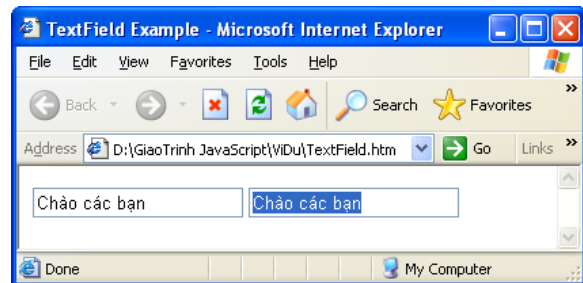 TextField Example - Microsoft Internet Explorer
File Edit View Favorites Tools Help
Back Search Favorites »
Address D:\GiaoTrinh JavaScript\ViDu\TextField.htm Go Links »
Chào các bạn Chào các bạn
Done My Computer